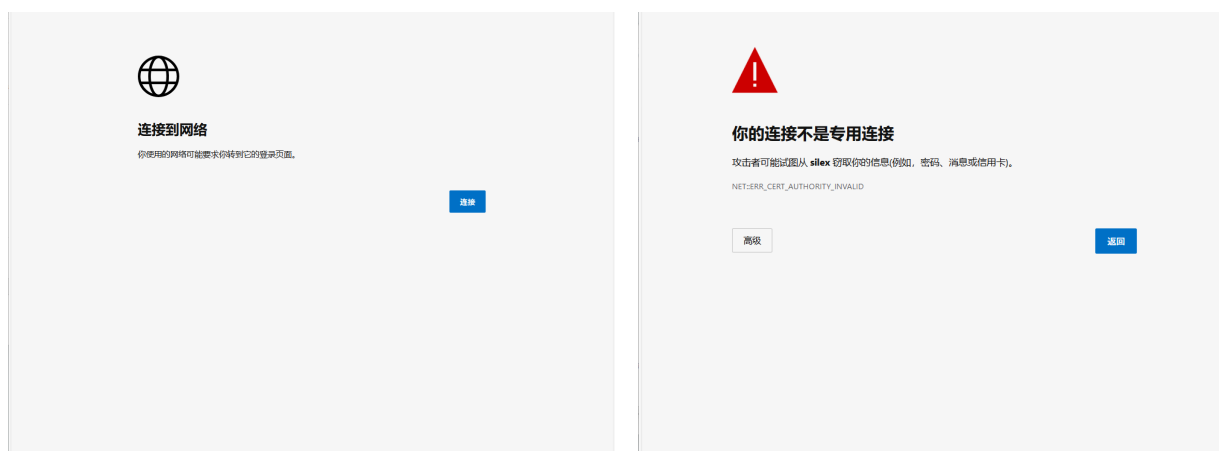 连接到网络
你使用的网络可能要求你转到它的登录页面。
连接
你的连接不是专用连接
攻击者可能试图从 silex 窃取你的信息(例如，密码、消息或信用卡)。
NET::ERR_CERT_AUTHORITY_INVALID
高级
返回